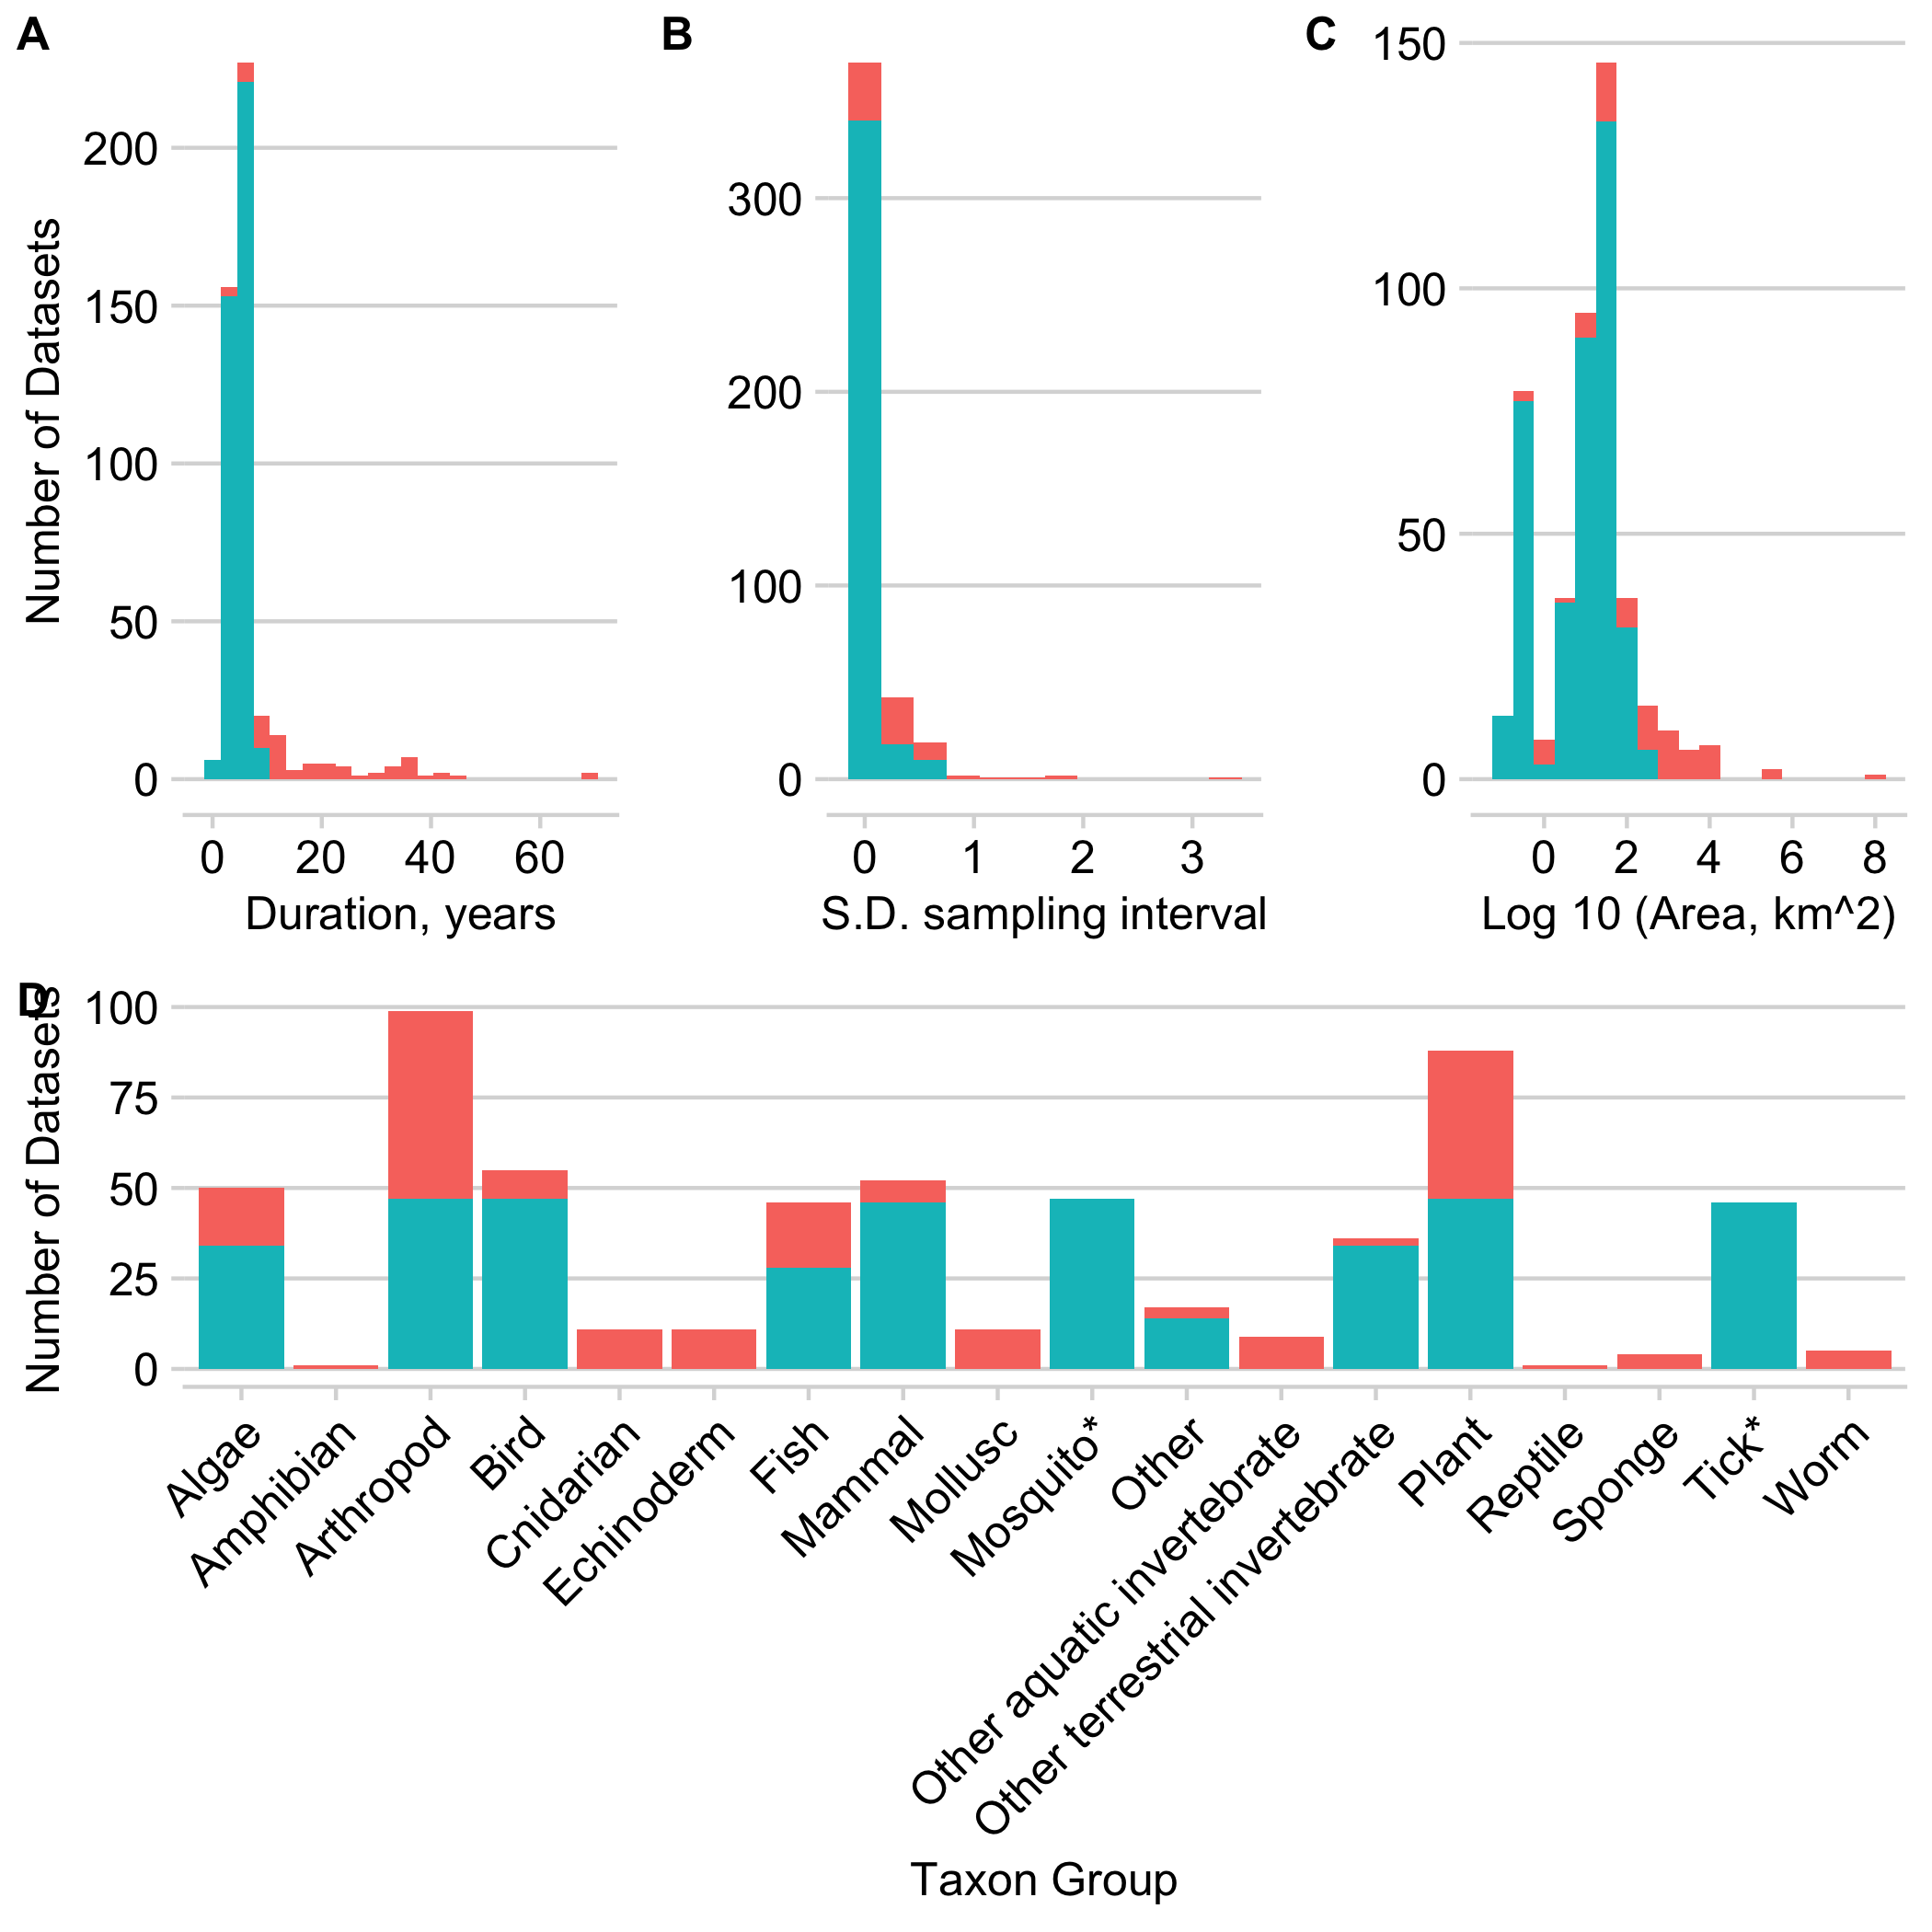 A
Number of Datasets
200
150
100
50
0
0 20 40 60
Duration, years
B
300
200
100
0
0 1 2 3
S.D. sampling interval
C
150
100
50
0
0 2 4 6 8
Log 10 (Area, km^2)
D
Number of Datasets
100
75
50
25
0
Algae
Amphibian
Arthropod
Bird
Cnidarian
Echinoderm
Fish
Mammal
Mollusc
Mosquito*
Other
Other aquatic invertebrate
Other terrestrial invertebrate
Plant
Reptile
Sponge
Tick*
Worm
Taxon Group